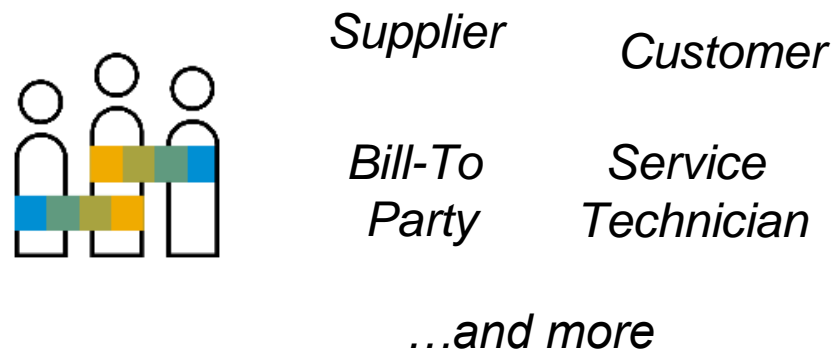 Supplier
Customer
Bill-To
Party
Service
Technician
…and more